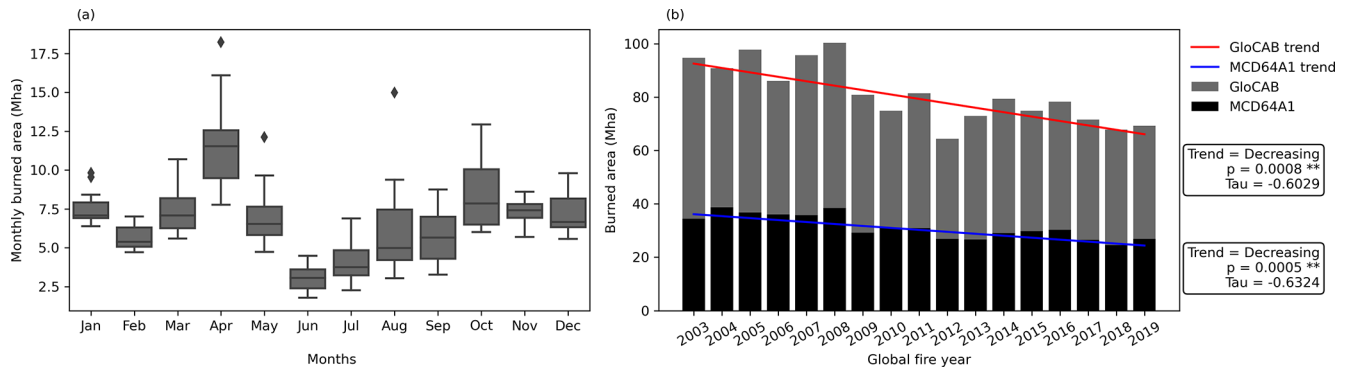 (a)
Monthly burned area (Mha)
17.5
15.0
12.5
10.0
7.5
5.0
2.5
Jan
Feb
Mar
Apr
May
Jun
Jul
Aug
Sep
Oct
Nov
Dec
Months
(b)
Burned area (Mha)
100
80
60
40
20
0
2003
2004
2005
2006
2007
2008
2009
2010
2011
2012
2013
2014
2015
2016
2017
2018
2019
Global fire year
GloCAB trend
MCD64A1 trend
GloCAB
MCD64A1
Trend = Decreasing
p = 0.0008 **
Tau = -0.6029
Trend = Decreasing
p = 0.0005 **
Tau = -0.6324